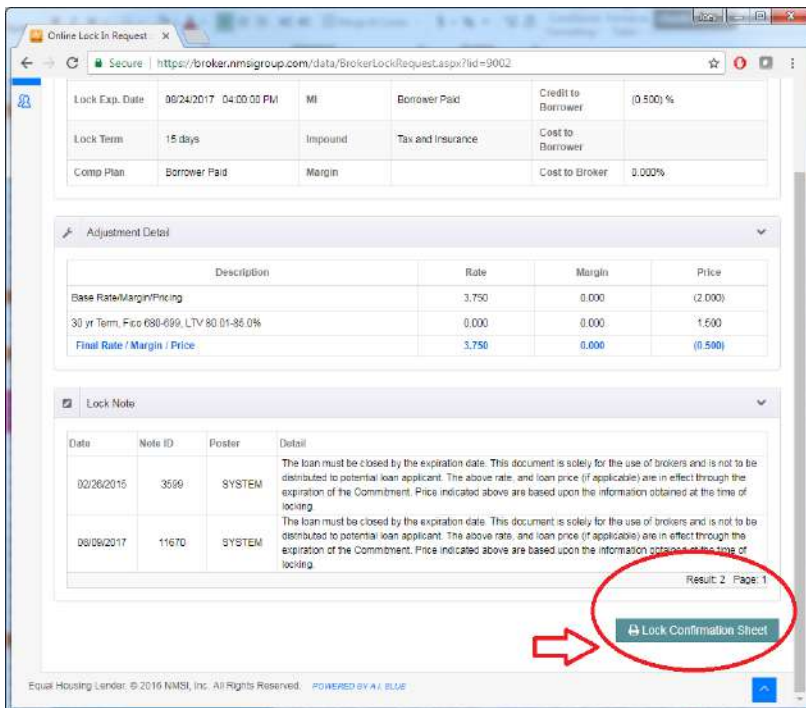 Online Lock In Request
Secure | https://broker.nmsigroup.com/data/BrokerLockRequest.aspx?lid=9002
Lock Exp. Date 08/24/2017 04:00:00 PM MI Borrower Paid Credit to Borrower (0.500) %
Lock Term 15 days Impound Tax and Insurance Cost to Borrower
Comp Plan Borrower Paid Margin Cost to Broker 0.000%
Adjustment Detail
Description Rate Margin Price
Base Rate/Margin/Pricing 3.750 0.000 (2.000)
30 yr Term, Fico 680-699, LTV 80.01-85.0% 0.000 0.000 1.500
Final Rate / Margin / Price 3.750 0.000 (0.500)
Lock Note
Date Note ID Poster Detail
02/26/2015 3599 SYSTEM
The loan must be closed by the expiration date. This document is solely for the use of brokers and is not to be
distributed to potential loan applicant. The above rate, and loan price (if applicable) are in effect through the
expiration of the Commitment. Price indicated above are based upon the information obtained at the time of
locking.
08/09/2017 11670 SYSTEM
The loan must be closed by the expiration date. This document is solely for the use of brokers and is not to be
distributed to potential loan applicant. The above rate, and loan price (if applicable) are in effect through the
expiration of the Commitment. Price indicated above are based upon the information obtained at the time of
locking.
Result: 2 Page: 1
Lock Confirmation Sheet
Equal Housing Lender. © 2016 NMSI, Inc. All Rights Reserved. POWERED BY A.I. BLUE